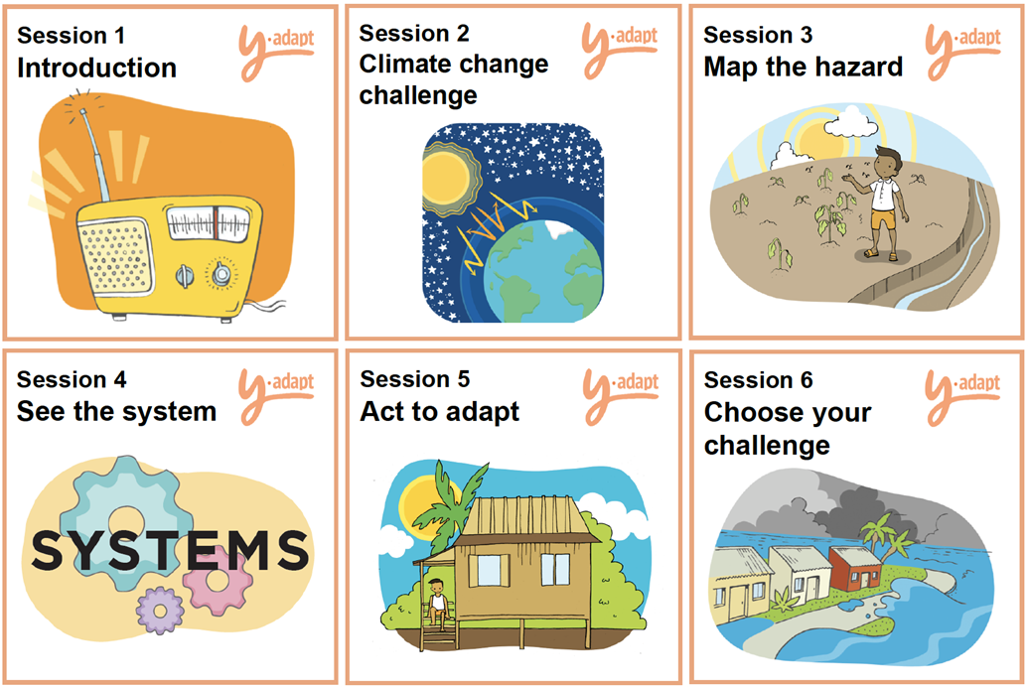 Session 1
Introduction
y·adapt
Session 2
Climate change
challenge
y·adapt
Session 3
Map the hazard
y·adapt
Session 4
See the system
y·adapt
SYSTEMS
Session 5
Act to adapt
y·adapt
Session 6
Choose your
challenge
y·adapt